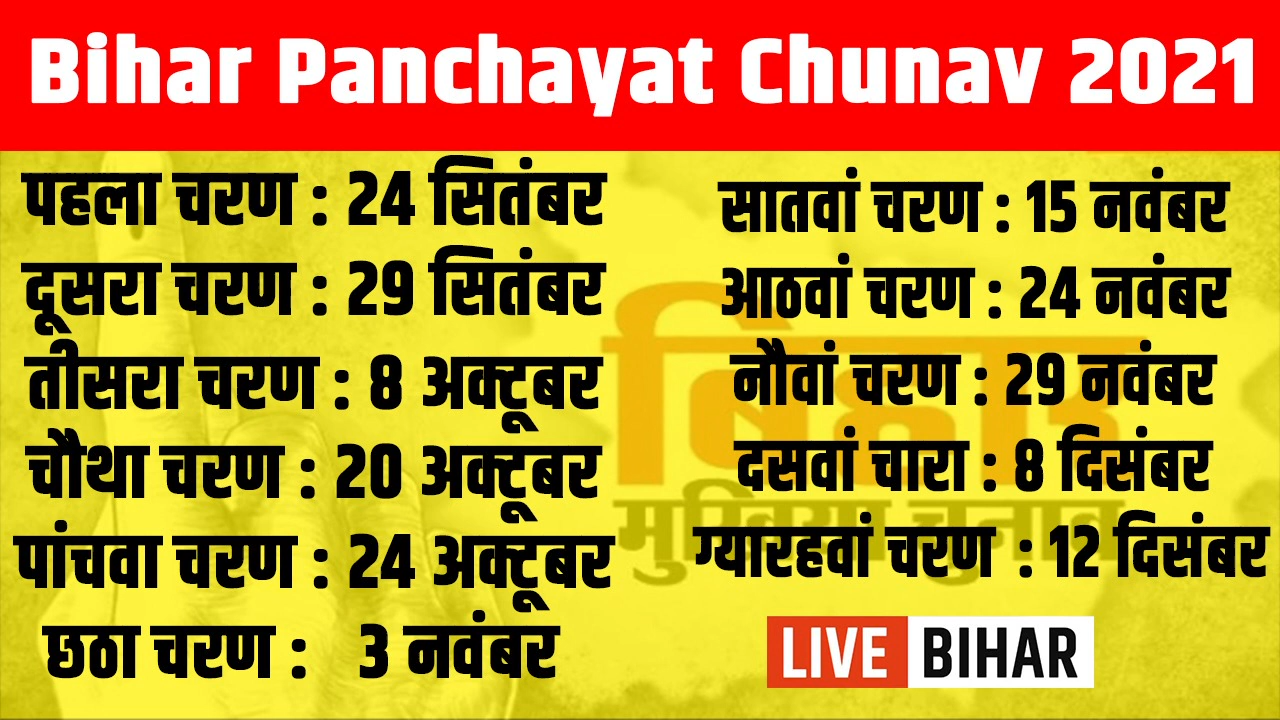 Bihar Panchayat Chunav 2021
पहला चरण : 24 सितंबर
दूसरा चरण : 29 सितंबर
तीसरा चरण : 8 अक्टूबर
चौथा चरण : 20 अक्टूबर
पांचवा चरण : 24 अक्टूबर
छठा चरण : 3 नवंबर
सातवां चरण : 15 नवंबर
आठवां चरण : 24 नवंबर
नौवां चरण : 29 नवंबर
दसवां चारा : 8 दिसंबर
ग्यारहवां चरण : 12 दिसंबर
बिहार
मुखिया चुनाव
LIVE BIHAR